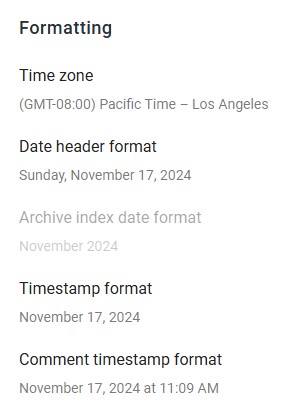 Formatting
Time zone
(GMT-08:00) Pacific Time – Los Angeles
Date header format
Sunday, November 17, 2024
Archive index date format
November 2024
Timestamp format
November 17, 2024
Comment timestamp format
November 17, 2024 at 11:09 AM